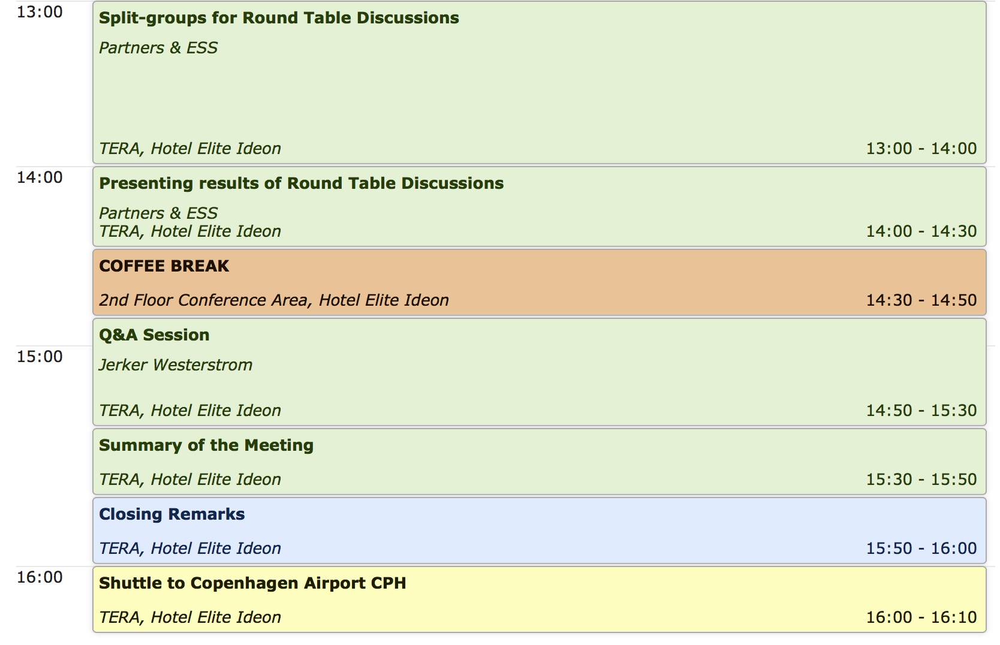 13:00
Split-groups for Round Table Discussions
Partners & ESS
TERA, Hotel Elite Ideon 13:00 - 14:00
14:00
Presenting results of Round Table Discussions
Partners & ESS
TERA, Hotel Elite Ideon 14:00 - 14:30
COFFEE BREAK
2nd Floor Conference Area, Hotel Elite Ideon 14:30 - 14:50
Q&A Session
15:00
Jerker Westerstrom
TERA, Hotel Elite Ideon 14:50 - 15:30
Summary of the Meeting
TERA, Hotel Elite Ideon 15:30 - 15:50
Closing Remarks
TERA, Hotel Elite Ideon 15:50 - 16:00
16:00
Shuttle to Copenhagen Airport CPH
TERA, Hotel Elite Ideon 16:00 - 16:10